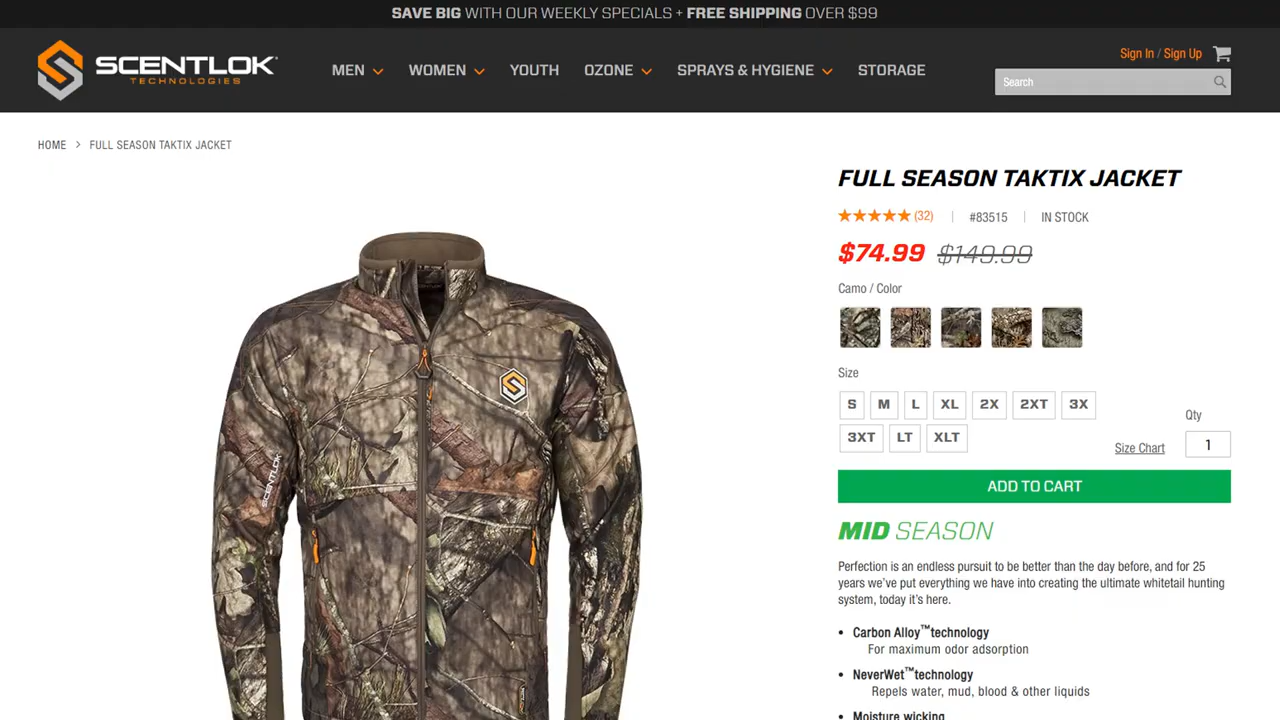 SAVE BIG WITH OUR WEEKLY SPECIALS + FREE SHIPPING OVER $99
SCENTLOK
TECHNOLOGIES
MEN
WOMEN
YOUTH
OZONE
SPRAYS & HYGIENE
STORAGE
Sign In / Sign Up
Search
HOME > FULL SEASON TAKTIX JACKET
SCENTLOK
FULL SEASON TAKTIX JACKET
(32) | #83515 | IN STOCK
$74.99 $149.99
Camo / Color
Size
S M L XL 2X 2XT 3X
3XT LT XLT
Size Chart
Qty
1
ADD TO CART
MID SEASON
Perfection is an endless pursuit to be better than the day before, and for 25
years we've put everything we have into creating the ultimate whitetail hunting
system, today it's here.
• Carbon Alloy™technology
For maximum odor adsorption
• NeverWet™technology
Repels water, mud, blood & other liquids
• Moisture wicking